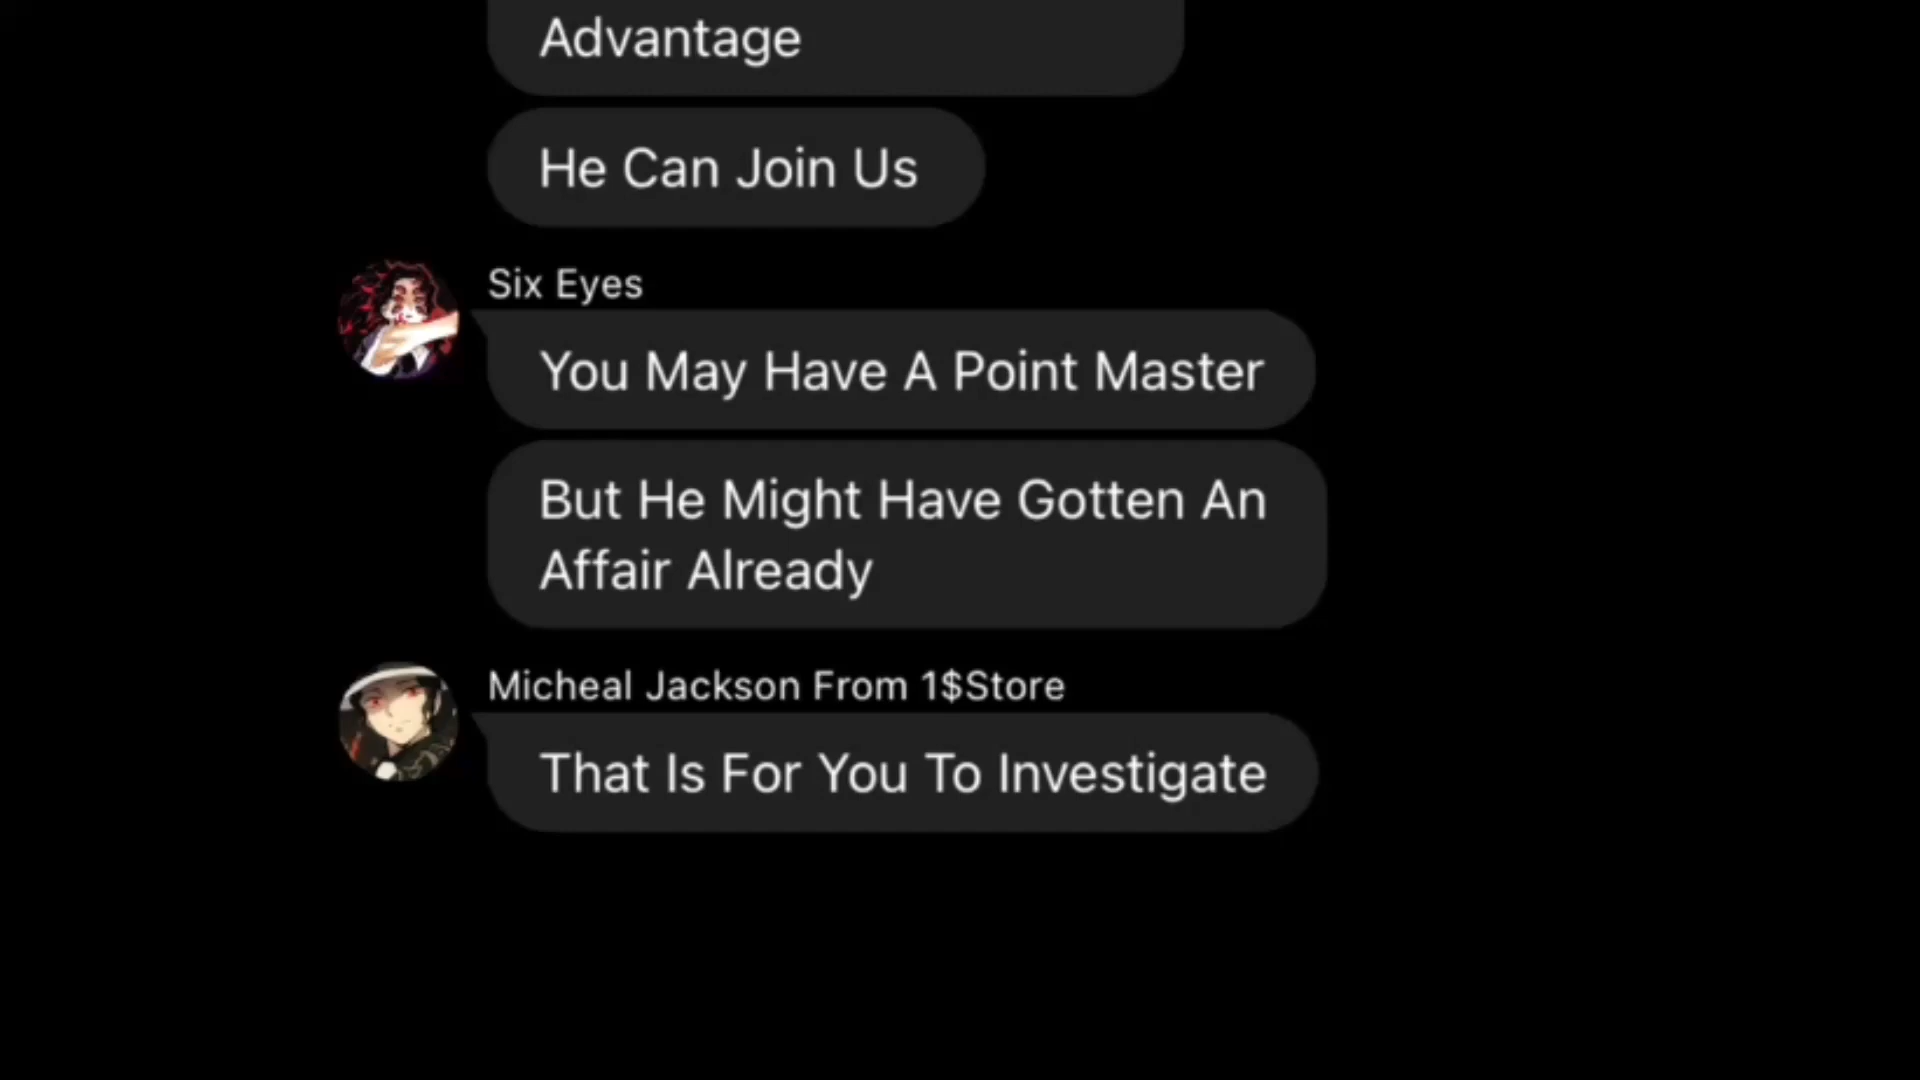 Advantage
He Can Join Us
Six Eyes
You May Have A Point Master
But He Might Have Gotten An
Affair Already
Micheal Jackson From 1$Store
That Is For You To Investigate